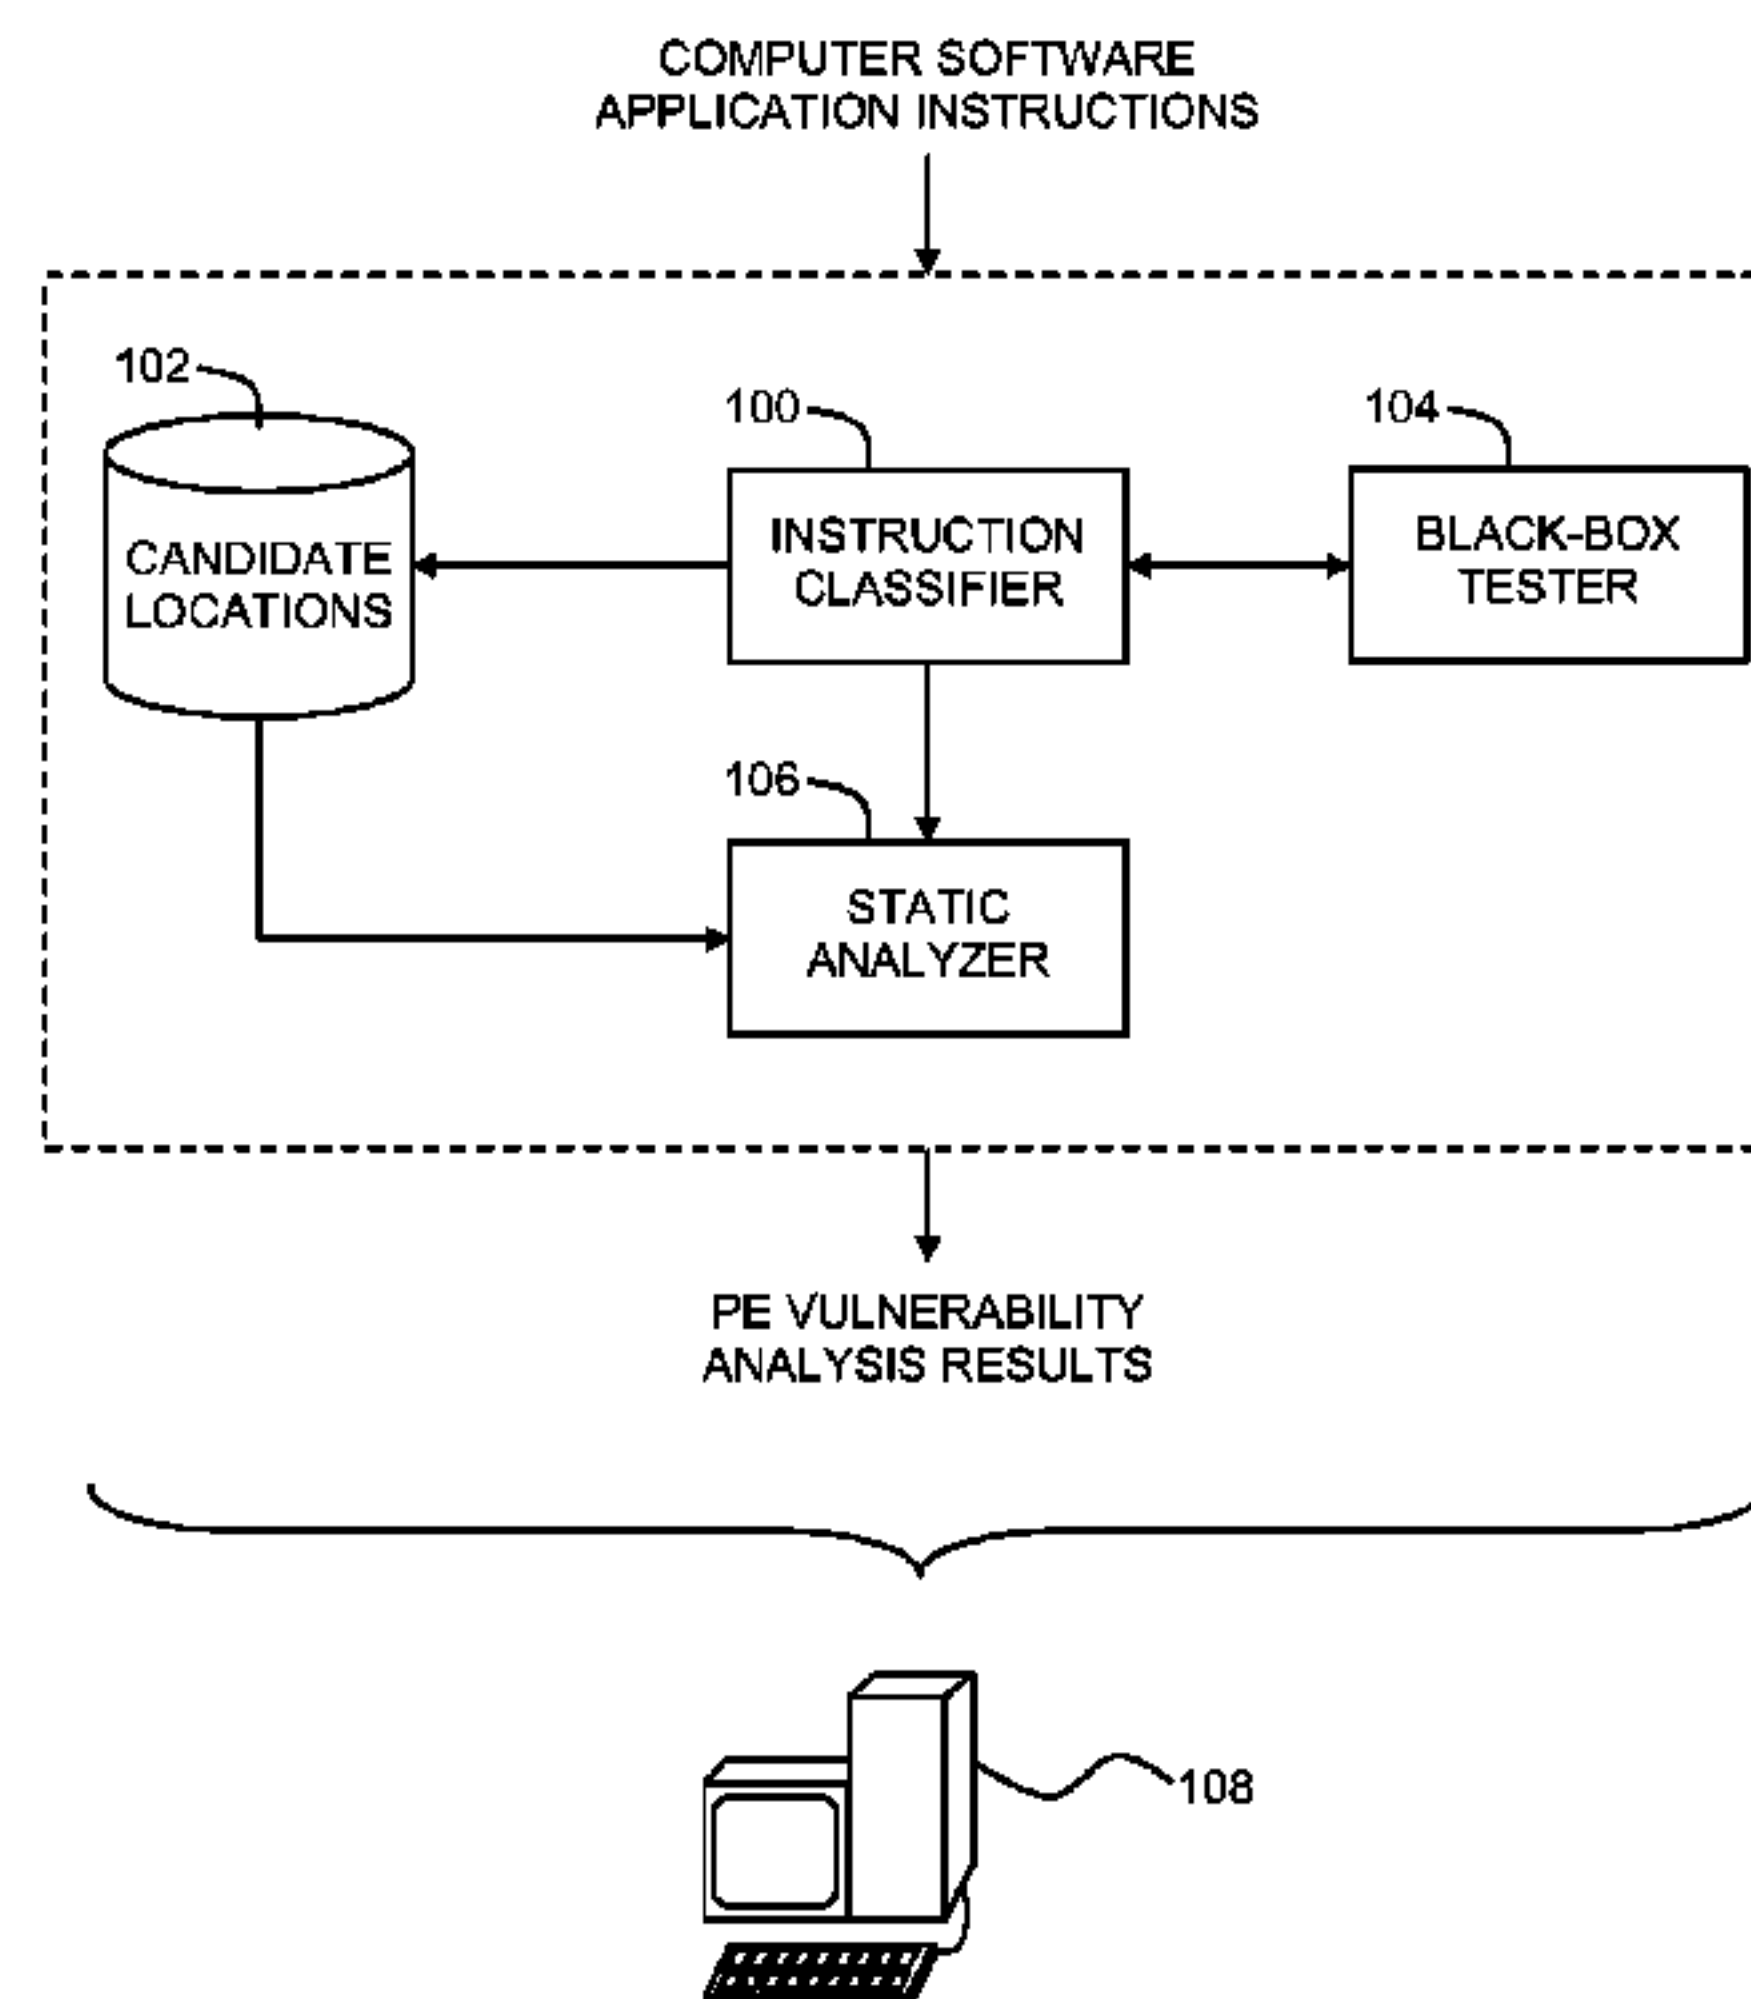 COMPUTER SOFTWARE
APPLICATION INSTRUCTIONS
102
100
104
CANDIDATE
LOCATIONS
INSTRUCTION
CLASSIFIER
BLACK-BOX
TESTER
106
STATIC
ANALYZER
PE VULNERABILITY
ANALYSIS RESULTS
108